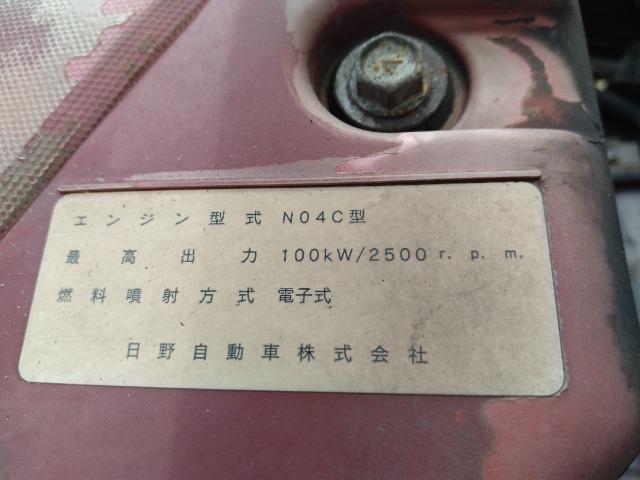 エンジン型式 N04C型
最高出力 100kW/2500 r. p. m.
燃料噴射方式 電子式
日野自動車株式会社